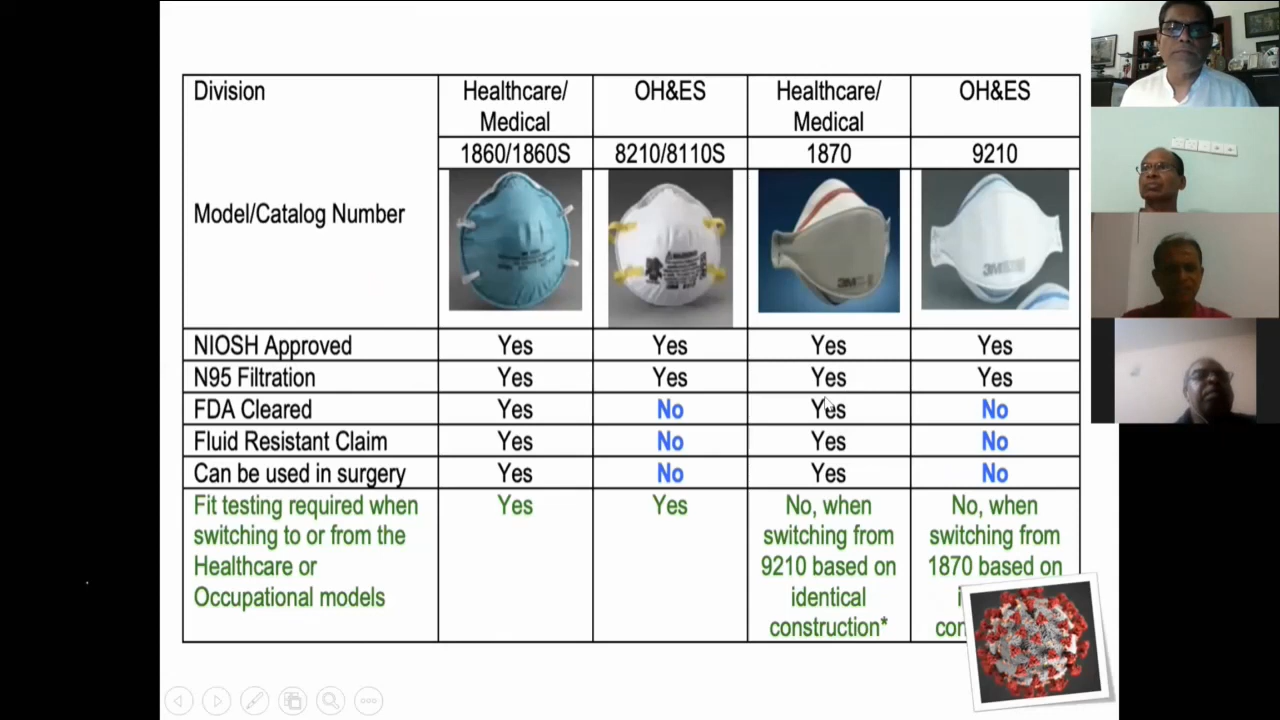 Division
Healthcare/
Medical
OH&ES
Healthcare/
Medical
OH&ES
1860/1860S
8210/8110S
1870
9210
Model/Catalog Number
3M
3M
NIOSH Approved Yes Yes Yes Yes
N95 Filtration Yes Yes Yes Yes
FDA Cleared Yes No Yes No
Fluid Resistant Claim Yes No Yes No
Can be used in surgery Yes No Yes No
Fit testing required when
switching to or from the
Healthcare or
Occupational models
Yes
Yes
No, when
switching from
9210 based on
identical
construction*
No, when
switching from
1870 based on